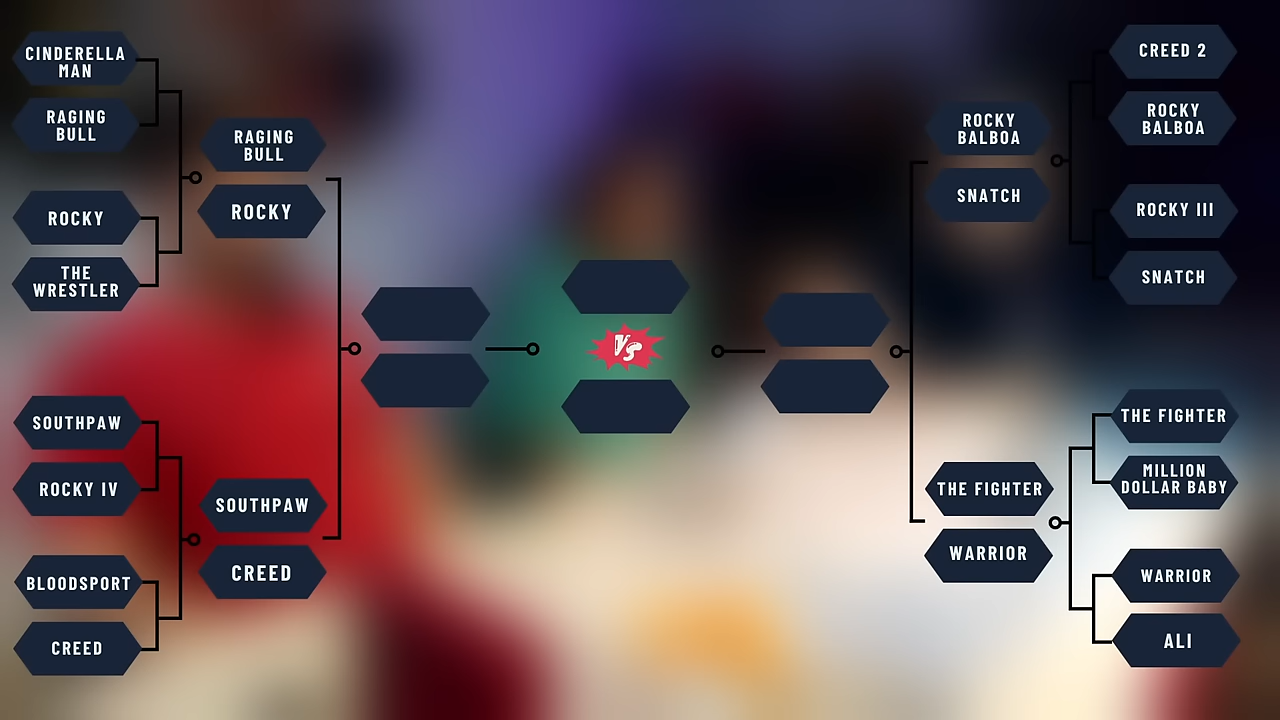 CINDERELLA
MAN
RAGING
BULL
ROCKY
THE
WRESTLER
SOUTHPAW
ROCKY IV
BLOODSPORT
CREED
RAGING
BULL
ROCKY
SOUTHPAW
CREED
VS
ROCKY
BALBOA
SNATCH
THE FIGHTER
WARRIOR
CREED 2
ROCKY
BALBOA
ROCKY III
SNATCH
THE FIGHTER
MILLION
DOLLAR BABY
WARRIOR
ALI